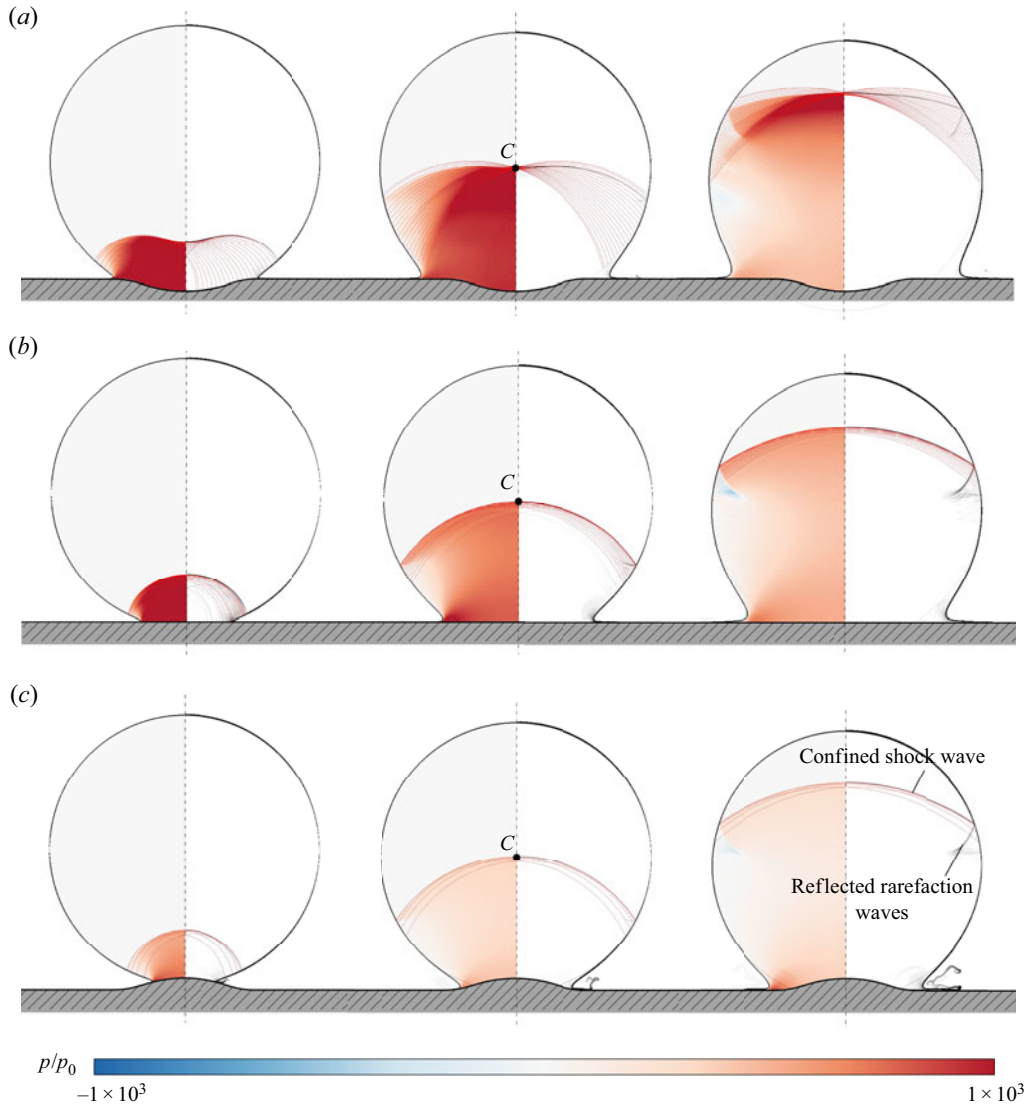 (a)
C
(b)
C
(c)
Confined shock wave
C
Reflected rarefaction
waves
p/p₀
–1 × 10³
1 × 10³